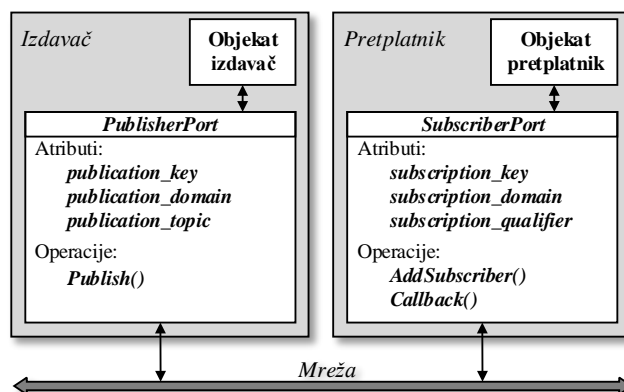 Izdavač
Objekat
izdavač
PublisherPort
Atributi:
publication_key
publication_domain
publication_topic
Operacije:
Publish()
Pretplatnik
Objekat
pretplatnik
SubscriberPort
Atributi:
subscription_key
subscription_domain
subscription_qualifier
Operacije:
AddSubscriber()
Callback()
Mreža